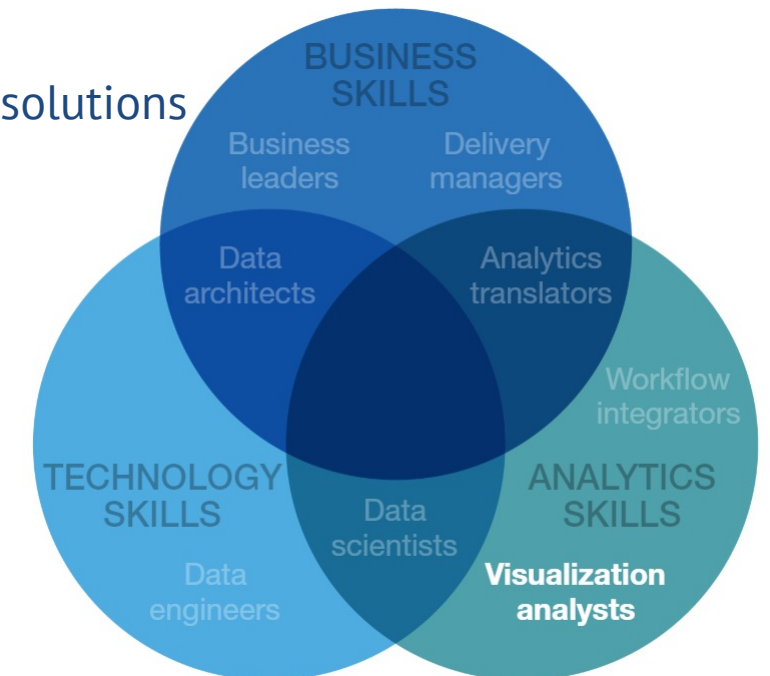 BUSINESS
SKILLS
solutions
Business
leaders
Delivery
managers
Data
architects
Analytics
translators
Workflow
integrators
TECHNOLOGY
SKILLS
ANALYTICS
SKILLS
Data
scientists
Data
engineers
Visualization
analysts